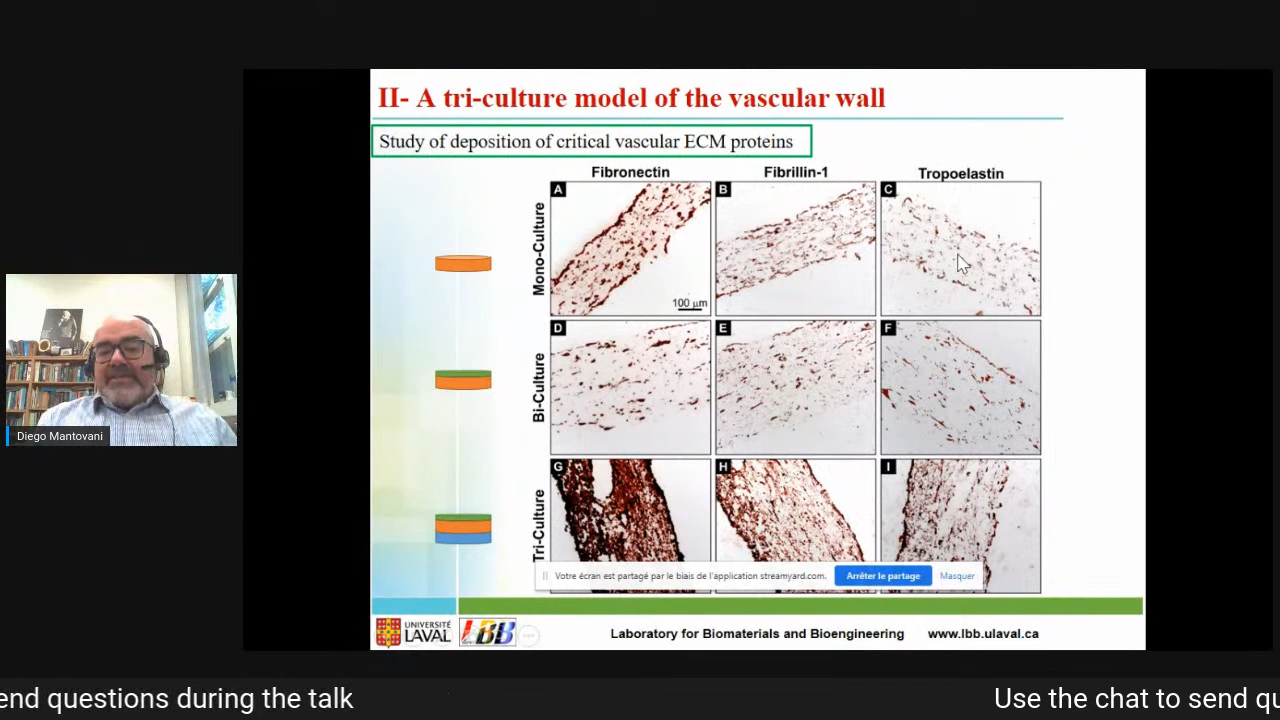 II- A tri-culture model of the vascular wall
Study of deposition of critical vascular ECM proteins
Fibronectin
Fibrillin-1
Tropoelastin
Mono-Culture
A
B
C
100 μm
Bi-Culture
D
E
F
Tri-Culture
G
H
I
Diego Mantovani
Votre écran est partagé par le biais de l'application streamyard.com.
Arrêter le partage
Masquer
UNIVERSITÉ
LAVAL
LBB
Laboratory for Biomaterials and Bioengineering www.lbb.ulaval.ca
end questions during the talk
Use the chat to send qu